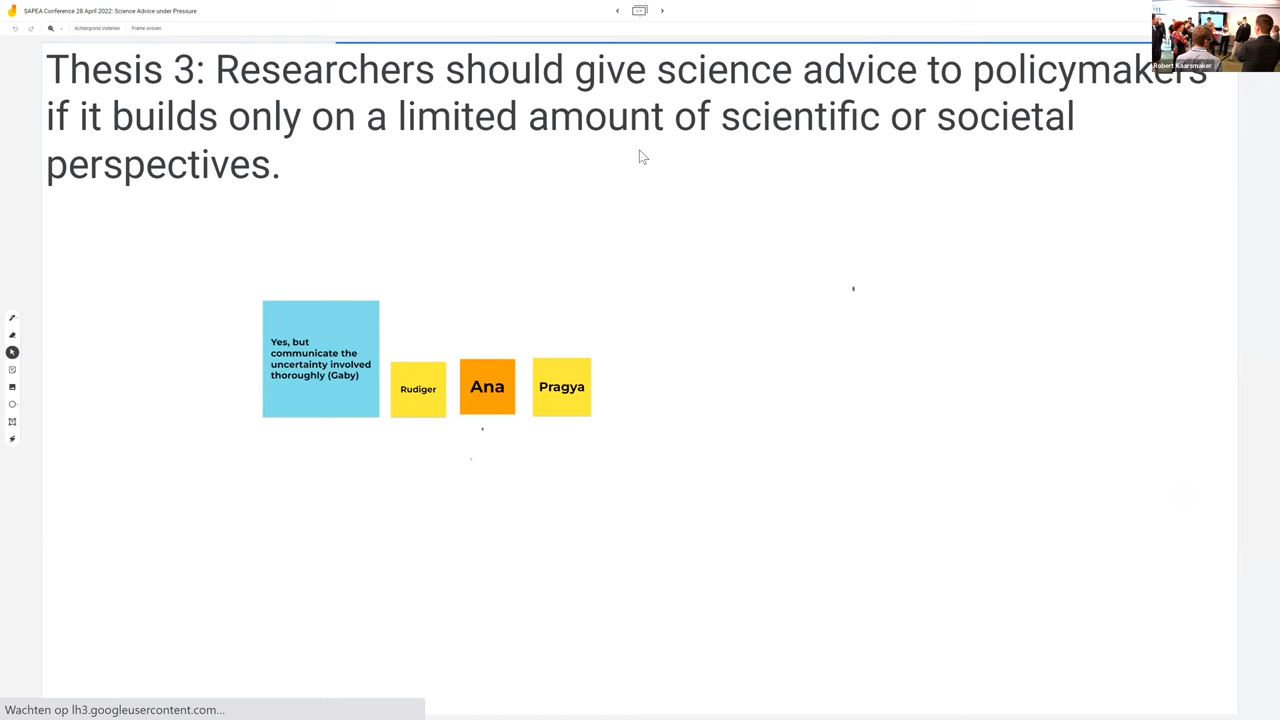 SAPEA Conference 28 April 2022: Science Advice under Pressure
Achtergrond instellen
Frame wissen
Robert Kaarsmaker
Thesis 3: Researchers should give science advice to policymakers
if it builds only on a limited amount of scientific or societal
perspectives.
Yes, but
communicate the
uncertainty involved
thoroughly (Gaby)
Rudiger
Ana
Pragya
Wachten op lh3.googleusercontent.com...